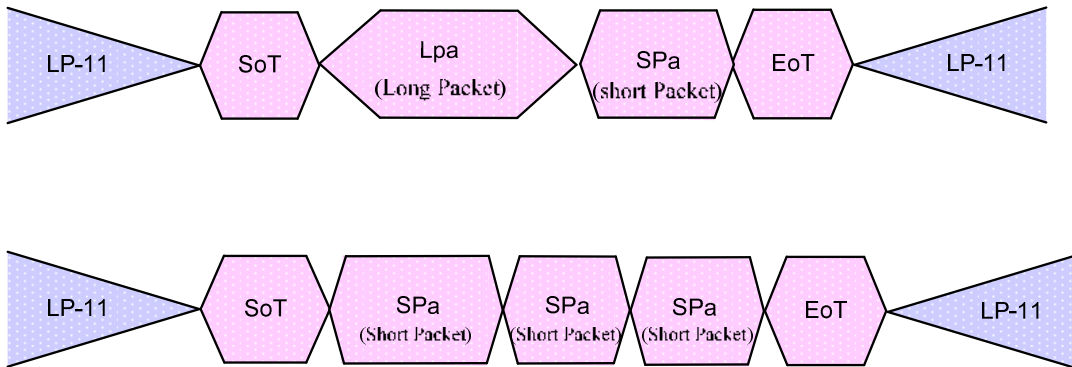 LP-11 SoT Lpa (Long Packet) SPa (short Packet) EoT LP-11
LP-11 SoT SPa (Short Packet) SPa (Short Packet) SPa (Short Packet) EoT LP-11